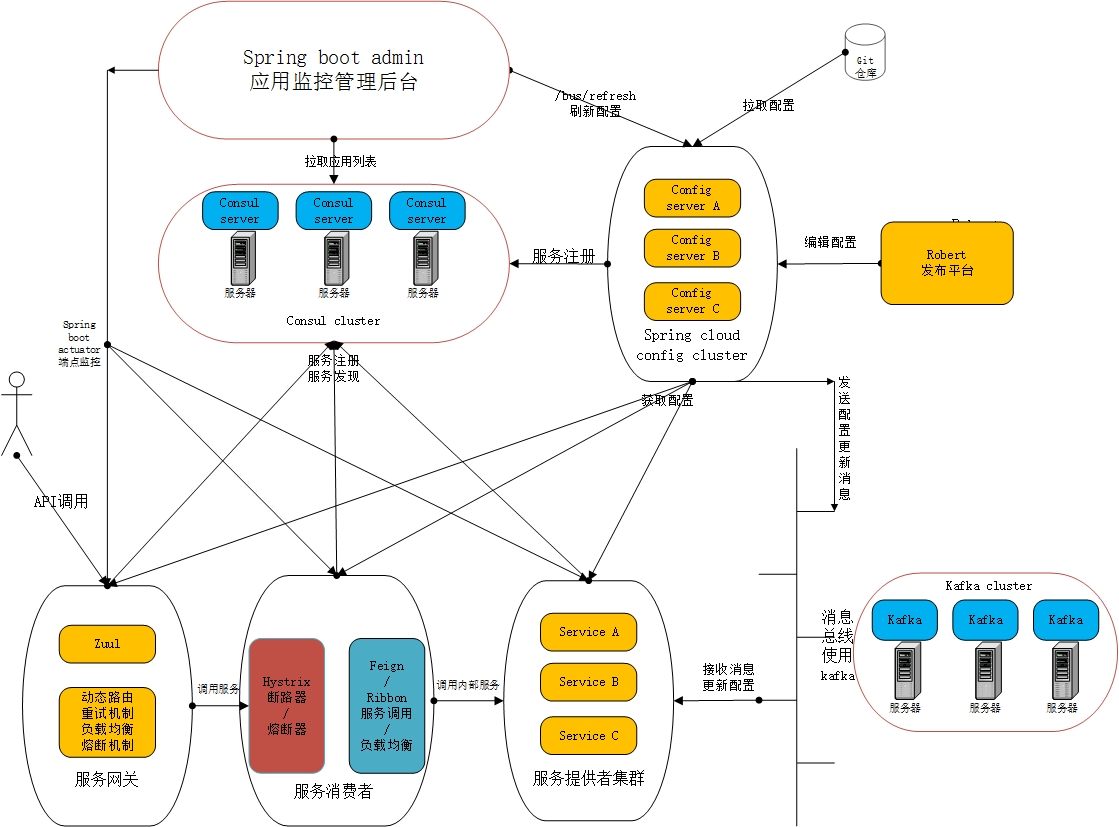 Spring boot admin
应用监控管理后台
Git
仓库
/bus/refresh
刷新配置
拉取配置
拉取应用列表
Consul
server
Consul
server
Consul
server
服务器
服务器
服务器
Consul cluster
服务注册
Config
server A
Config
server B
Config
server C
Spring cloud
config cluster
编辑配置
Robert
发布平台
Spring
boot
actuator
端点监控
服务注册
服务发现
获取配置
发
送
配
置
更
新
消
息
API调用
Zuul
动态路由
重试机制
负载均衡
熔断机制
服务网关
调用服务
Hystrix
断路器
/
熔断器
Feign
/
Ribbon
服务调用
/
负载均衡
服务消费者
调用内部服务
Service A
Service B
Service C
服务提供者集群
接收消息
更新配置
消息
总线
使用
kafka
Kafka cluster
Kafka
Kafka
Kafka
服务器
服务器
服务器